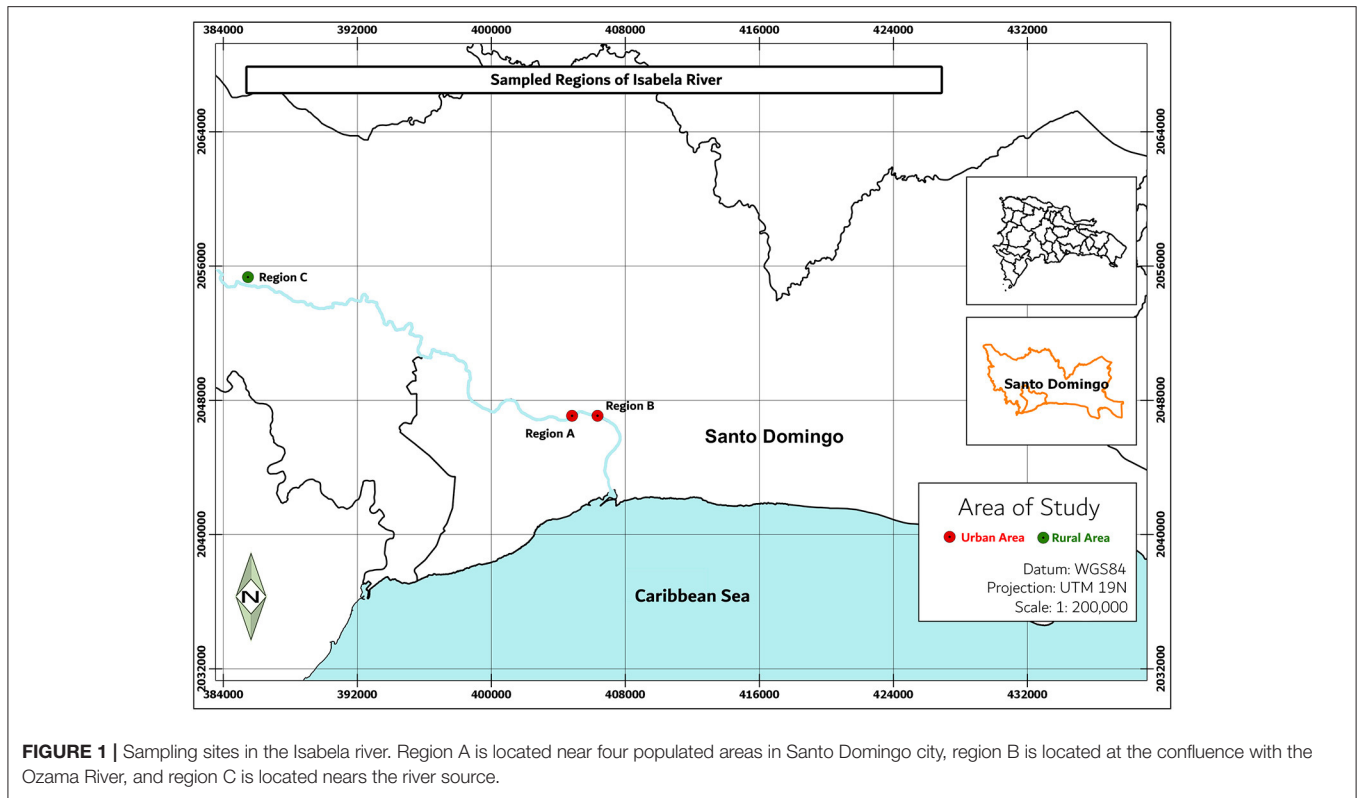 384000 392000 400000 408000 416000 424000 432000
Sampled Regions of Isabela River
2064000 2064000
2056000 2056000
Region C
Santo Domingo
2048000 2048000
Region B
Region A
Santo Domingo
Area of Study
Urban Area Rural Area
2040000 2040000
Datum: WGS84
Projection: UTM 19N
Scale: 1: 200,000
Caribbean Sea
N
2032000 2032000
384000 392000 400000 408000 416000 424000 432000
FIGURE 1 | Sampling sites in the Isabela river. Region A is located near four populated areas in Santo Domingo city, region B is located at the confluence with the
Ozama River, and region C is located nears the river source.